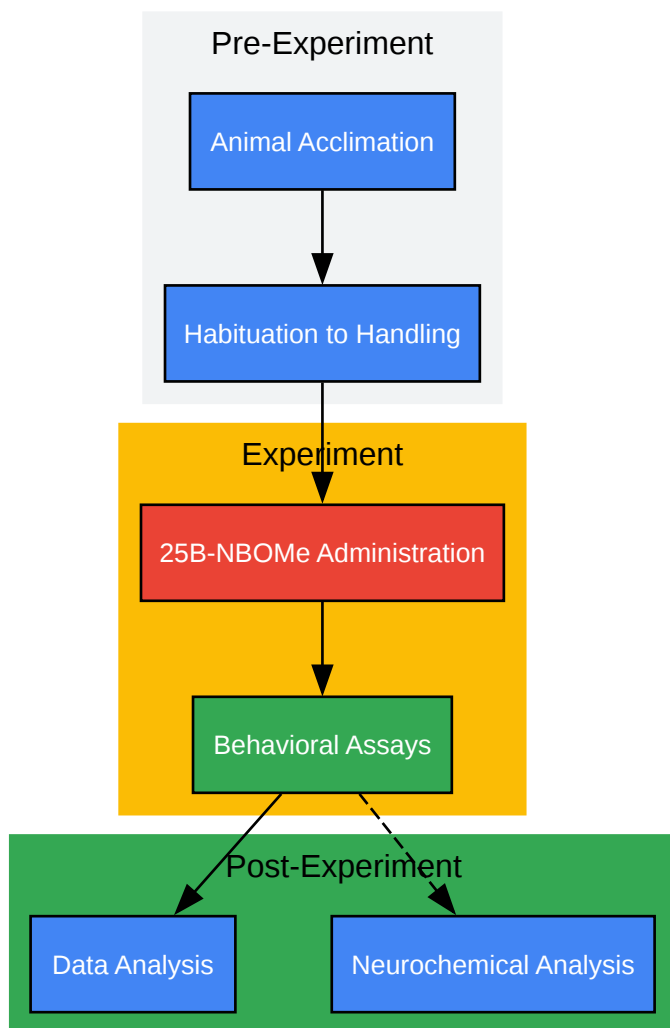 Pre-Experiment
Animal Acclimation
Habituation to Handling
Experiment
25B-NBOMe Administration
Behavioral Assays
Post-Experiment
Data Analysis
Neurochemical Analysis